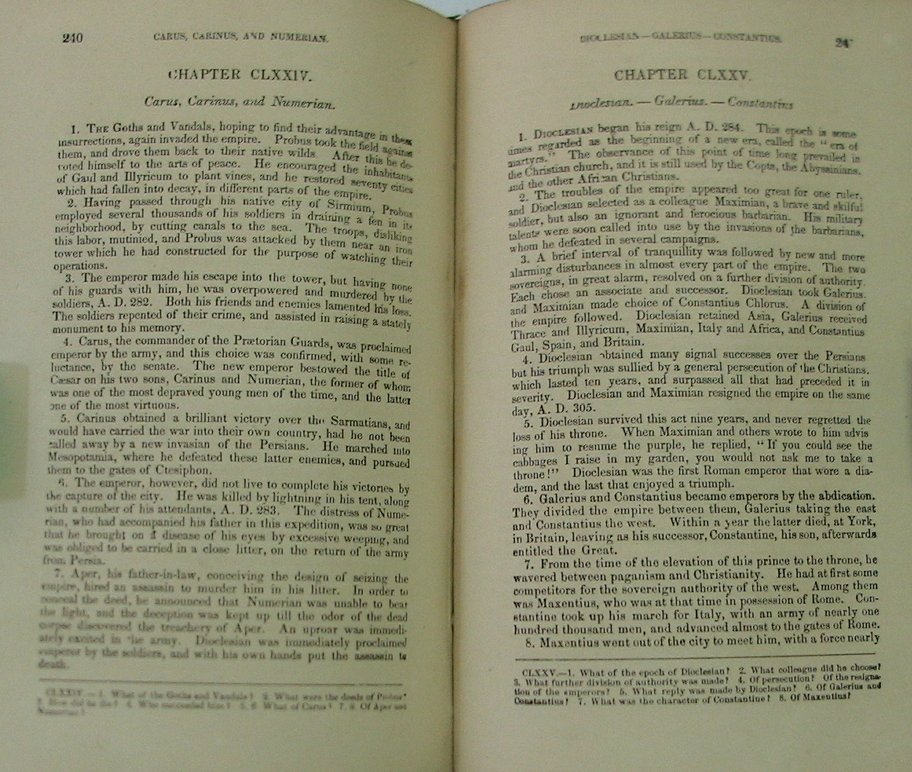 240 CARUS, CARINUS, AND NUMERIAN.
CHAPTER CLXXIV.
Carus, Carinus, and Numerian.
1. THE Goths and Vandals, hoping to find their advantage in these
insurrections, again invaded the empire. Probus took the field against
them, and drove them back to their native wilds. After this he de-
voted himself to the arts of peace. He encouraged the inhabitants
of Gaul and Illyricum to plant vines, and he restored seventy cities
which had fallen into decay, in different parts of the empire.
2. Having passed through his native city of Sirmium, Probus
employed several thousands of his soldiers in draining a fen in its
neighborhood, by cutting canals to the sea. The troops, disliking
this labor, mutinied, and Probus was attacked by them near an iron
tower which he had constructed for the purpose of watching their
operations.
3. The emperor made his escape into the tower, but having none
of his guards with him, he was overpowered and murdered by the
soldiers, A. D. 282. Both his friends and enemies lamented his loss.
The soldiers repented of their crime, and assisted in raising a stately
monument to his memory.
4. Carus, the commander of the Prætorian Guards, was proclaimed
emperor by the army, and this choice was confirmed, with some re-
luctance, by the senate. The new emperor bestowed the title of
Cæsar on his two sons, Carinus and Numerian, the former of whom
was one of the most depraved young men of the time, and the latter
one of the most virtuous.
5. Carinus obtained a brilliant victory over the Sarmatians, and
would have carried the war into their own country, had he not been
called away by a new invasian of the Persians. He marched into
Mesopotamia, where he defeated these latter enemies, and pursued
them to the gates of Ctesiphon.
6. The emperor, however, did not live to complete his victories by
the capture of the city. He was killed by lightning in his tent, along
with a number of his attendants, A. D. 283. The distress of Nume-
rian, who had accompanied his father in this expedition, was so great
that he brought on a disease of his eyes by excessive weeping, and
was obliged to be carried in a close litter, on the return of the army
from Persia.
7. Aper, his father-in-law, conceiving the design of seizing the
empire, hired an assassin to murder him in his litter. In order to
conceal the deed, he announced that Numerian was unable to bear
the light, and the deception was kept up till the odor of the dead
corpse discovered the treachery of Aper. An uproar was immedi-
ately excited in the army. Dioclesian was immediately proclaimed
emperor by the soldiers, and with his own hands put the assassin to
death.
CLXXIV.—1. What of the Goths and Vandals? 2. What were the deeds of Probus?
3. How did he die? 4. Who succeeded him? 5. 6. What of Carus? 7. 8. Of Aper and
Numerian?
DIOCLESIAN—GALERIUS—CONSTANTIUS. 24
CHAPTER CLXXV.
Dioclesian.—Galerius.—Constantius
1. DIOCLESIAN began his reign A. D. 284. This epoch is some
times regarded as the beginning of a new era, called the "era of
martyrs." The observance of this point of time long prevailed in
the Christian church, and it is still used by the Copts, the Abyssinians.
and the other African Christians.
2. The troubles of the empire appeared too great for one ruler,
and Dioclesian selected as a colleague Maximian, a brave and skilful
soldier, but also an ignorant and ferocious barbarian. His military
talents were soon called into use by the invasions of the barbarians,
whom he defeated in several campaigns.
3. A brief interval of tranquillity was followed by new and more
alarming disturbances in almost every part of the empire. The two
sovereigns, in great alarm, resolved on a further division of authority.
Each chose an associate and successor. Dioclesian took Galerius.
and Maximian made choice of Constantius Chlorus. A division of
the empire followed. Dioclesian retained Asia, Galerius received
Thrace and Illyricum, Maximian, Italy and Africa, and Constantius
Gaul, Spain, and Britain.
4. Dioclesian obtained many signal successes over the Persians
but his triumph was sullied by a general persecution of the Christians.
which lasted ten years, and surpassed all that had preceded it in
severity. Dioclesian and Maximian resigned the empire on the same
day, A. D. 305.
5. Dioclesian survived this act nine years, and never regretted the
loss of his throne. When Maximian and others wrote to him advis
ing him to resume the purple, he replied, "If you could see the
cabbages I raise in my garden, you would not ask me to take a
throne!" Dioclesian was the first Roman emperor that wore a dia-
dem, and the last that enjoyed a triumph.
6. Galerius and Constantius became emperors by the abdication.
They divided the empire between them, Galerius taking the east
and Constantius the west. Within a year the latter died, at York,
in Britain, leaving as his successor, Constantine, his son, afterwards
entitled the Great.
7. From the time of the elevation of this prince to the throne, he
wavered between paganism and Christianity. He had at first some
competitors for the sovereign authority of the west. Among them
was Maxentius, who was at that time in possession of Rome. Con-
stantine took up his march for Italy, with an army of nearly one
hundred thousand men, and advanced almost to the gates of Rome.
8. Maxentius went out of the city to meet him, with a force nearly
CLXXV.—1. What of the epoch of Dioclesian? 2. What colleague did he choose?
3. What further division of authority was made? 4. Of persecution? Of the resigna-
tion of the emperors? 5. What reply was made by Dioclesian? 6. Of Galerius and
Constantius? 7. What was the character of Constantine? 8. Of Maxentius?